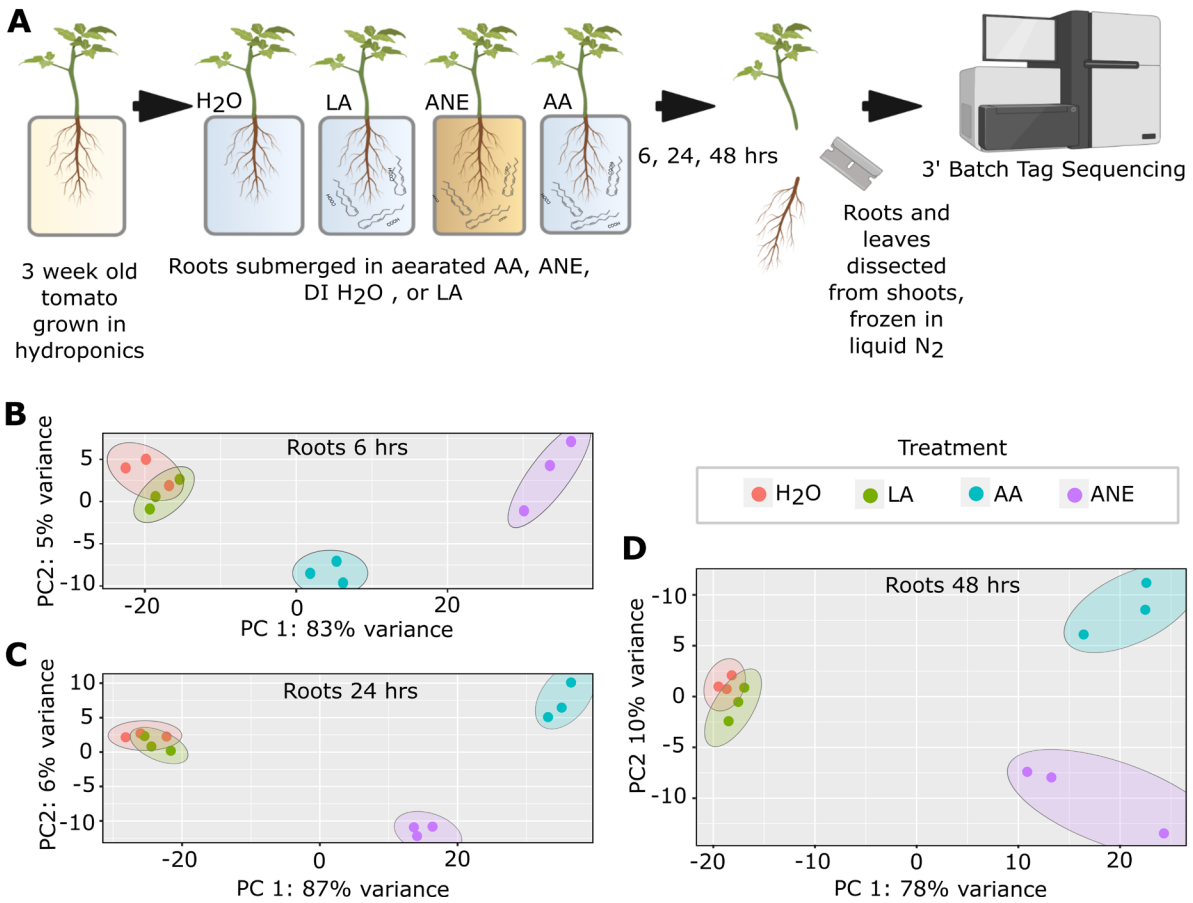 A
H2O
LA
ANE
AA
6, 24, 48 hrs
3' Batch Tag Sequencing
3 week old
tomato
grown in
hydroponics
Roots submerged in aearated AA, ANE,
DI H2O , or LA
Roots and
leaves
dissected
from shoots,
frozen in
liquid N2
COOH
B
Roots 6 hrs
PC2: 5% variance
5
0
-5
-10
-20
0
20
PC 1: 83% variance
Treatment
H2O
LA
AA
ANE
C
Roots 24 hrs
PC2: 6% variance
10
5
0
-5
-10
-20
0
20
PC 1: 87% variance
D
Roots 48 hrs
PC2 10% variance
-10
5
0
-5
-10
-20
-10
0
10
20
PC 1: 78% variance